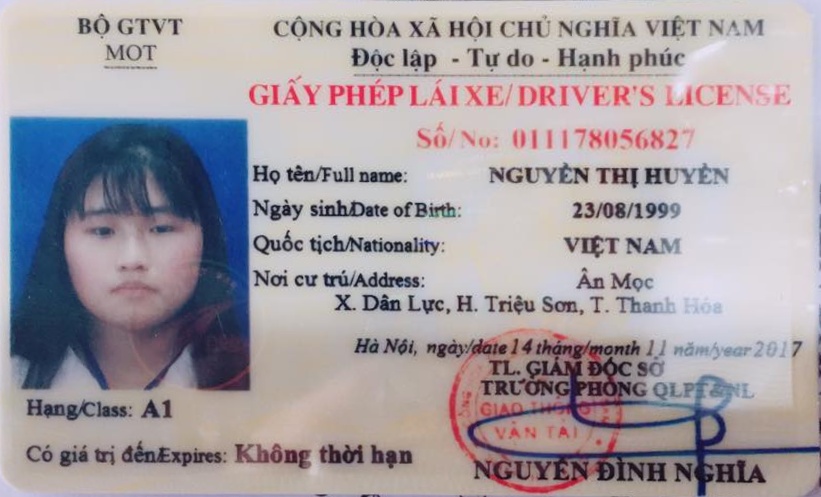 BỘ GTVT
MOT
CỘNG HÒA XÃ HỘI CHỦ NGHĨA VIỆT NAM
Độc lập - Tự do - Hạnh phúc
GIẤY PHÉP LÁI XE/ DRIVER'S LICENSE
Số/ No: 011178056827
Họ tên/Full name: NGUYỄN THỊ HUYỀN
Ngày sinh/Date of Birth: 23/08/1999
Quốc tịch/Nationality: VIỆT NAM
Nơi cư trú/Address: Ân Mọc
X. Dân Lực, H. Triệu Sơn, T. Thanh Hóa
Hà Nội, ngày/date 14 tháng/month 11 năm/year 2017
TL. GIÁM ĐỐC SỞ
TRƯỞNG PHÒNG QLPT&NL
GIAO THÔNG
VẬN TẢI
Hạng/Class: A1
Có giá trị đến/Expires: Không thời hạn
NGUYỄN ĐÌNH NGHĨA